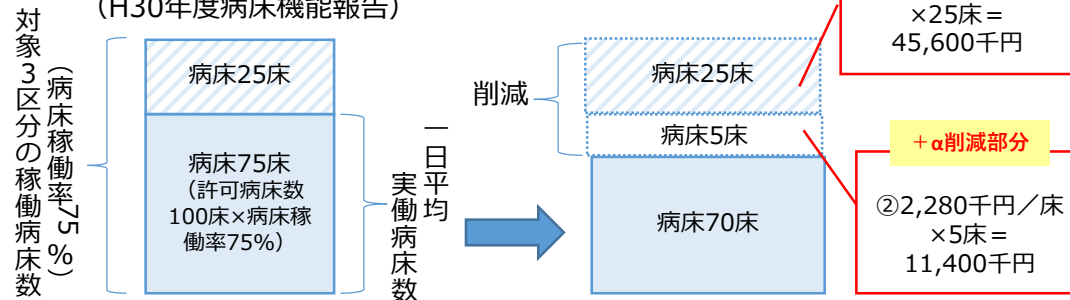 （H30年度病床機能報告）
対象3区分の稼働病床数
（病床稼働率75%）
病床25床
病床75床
（許可病床数
100床×病床稼
働率75%）
一日平均
実働病床数
削減
病床25床
病床5床
病床70床
×25床＝
45,600千円
＋α削減部分
②2,280千円／床
×5床＝
11,400千円